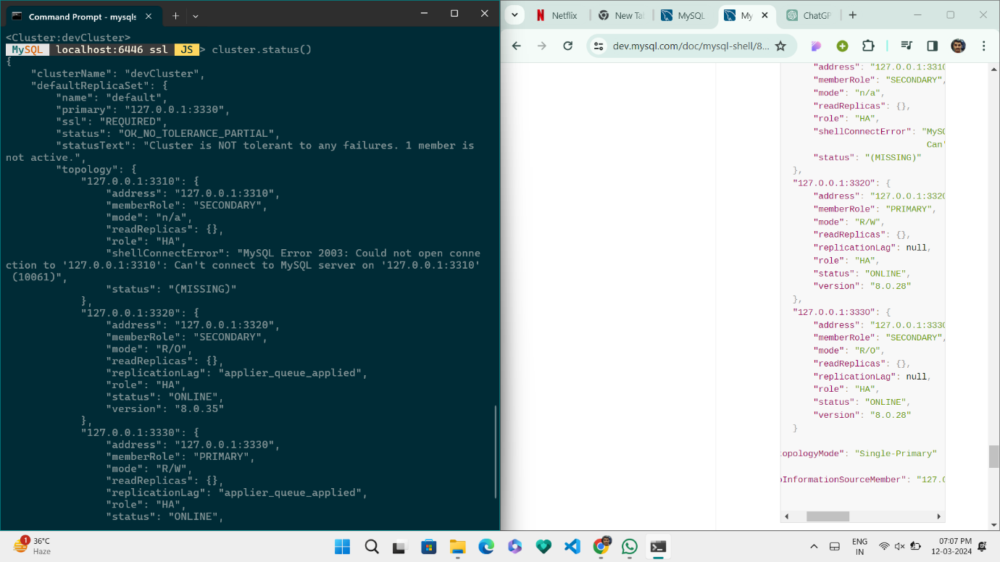 Command Prompt - mysqls
<Cluster:devCluster>
MySQL localhost:6446 ssl JS > cluster.status()
{
"clusterName": "devCluster",
"defaultReplicaSet": {
"name": "default",
"primary": "127.0.0.1:3330",
"ssl": "REQUIRED",
"status": "OK_NO_TOLERANCE_PARTIAL",
"statusText": "Cluster is NOT tolerant to any failures. 1 member is
not active.",
"topology": {
"127.0.0.1:3310": {
"address": "127.0.0.1:3310",
"memberRole": "SECONDARY",
"mode": "n/a",
"readReplicas": {},
"role": "HA",
"shellConnectError": "MySQL Error 2003: Could not open conne
ction to '127.0.0.1:3310': Can't connect to MySQL server on '127.0.0.1:3310'
(10061)",
"status": "(MISSING)"
},
"127.0.0.1:3320": {
"address": "127.0.0.1:3320",
"memberRole": "SECONDARY",
"mode": "R/O",
"readReplicas": {},
"replicationLag": "applier_queue_applied",
"role": "HA",
"status": "ONLINE",
"version": "8.0.35"
},
"127.0.0.1:3330": {
"address": "127.0.0.1:3330",
"memberRole": "PRIMARY",
"mode": "R/W",
"readReplicas": {},
"replicationLag": "applier_queue_applied",
"role": "HA",
"status": "ONLINE",
Netflix New Tab MySQL My ChatGP
dev.mysql.com/doc/mysql-shell/8...
"address": "127.0.0.1:3310
"memberRole": "SECONDARY",
"mode": "n/a",
"readReplicas": {},
"role": "HA",
"shellConnectError": "MySQ
Can'
"status": "(MISSING)"
},
"127.0.0.1:3320": {
"address": "127.0.0.1:3320
"memberRole": "PRIMARY",
"mode": "R/W",
"readReplicas": {},
"replicationLag": null,
"role": "HA",
"status": "ONLINE",
"version": "8.0.28"
},
"127.0.0.1:3330": {
"address": "127.0.0.1:3330
"memberRole": "SECONDARY",
"mode": "R/O",
"readReplicas": {},
"replicationLag": null,
"role": "HA",
"status": "ONLINE",
"version": "8.0.28"
}
topologyMode": "Single-Primary"
pInformationSourceMember": "127.0
1
36°C
Haze
ENG
IN
07:07 PM
12-03-2024